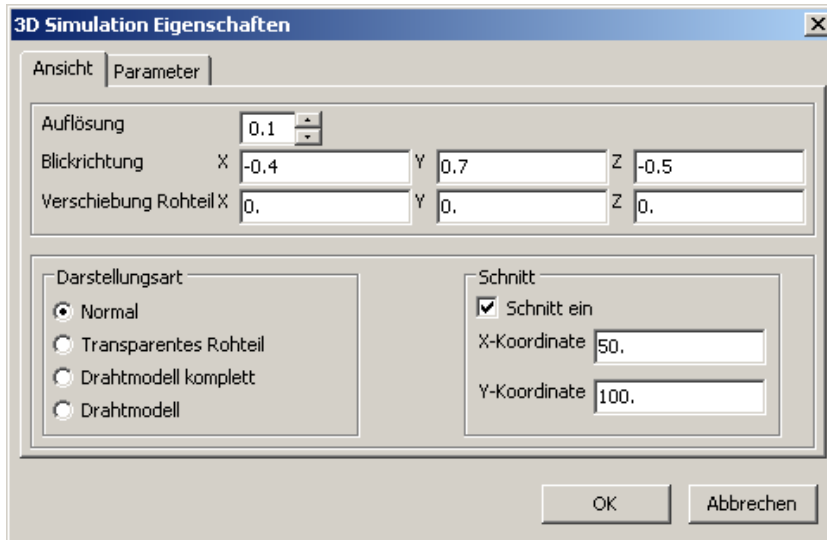 3D Simulation Eigenschaften
Ansicht Parameter
Auflösung 0.1
Blickrichtung X -0.4 Y 0.7 Z -0.5
Verschiebung Rohteil X 0. Y 0. Z 0.
Darstellungsart
Normal
Transparentes Rohteil
Drahtmodell komplett
Drahtmodell
Schnitt
Schnitt ein
X-Koordinate 50.
Y-Koordinate 100.
OK Abbrechen